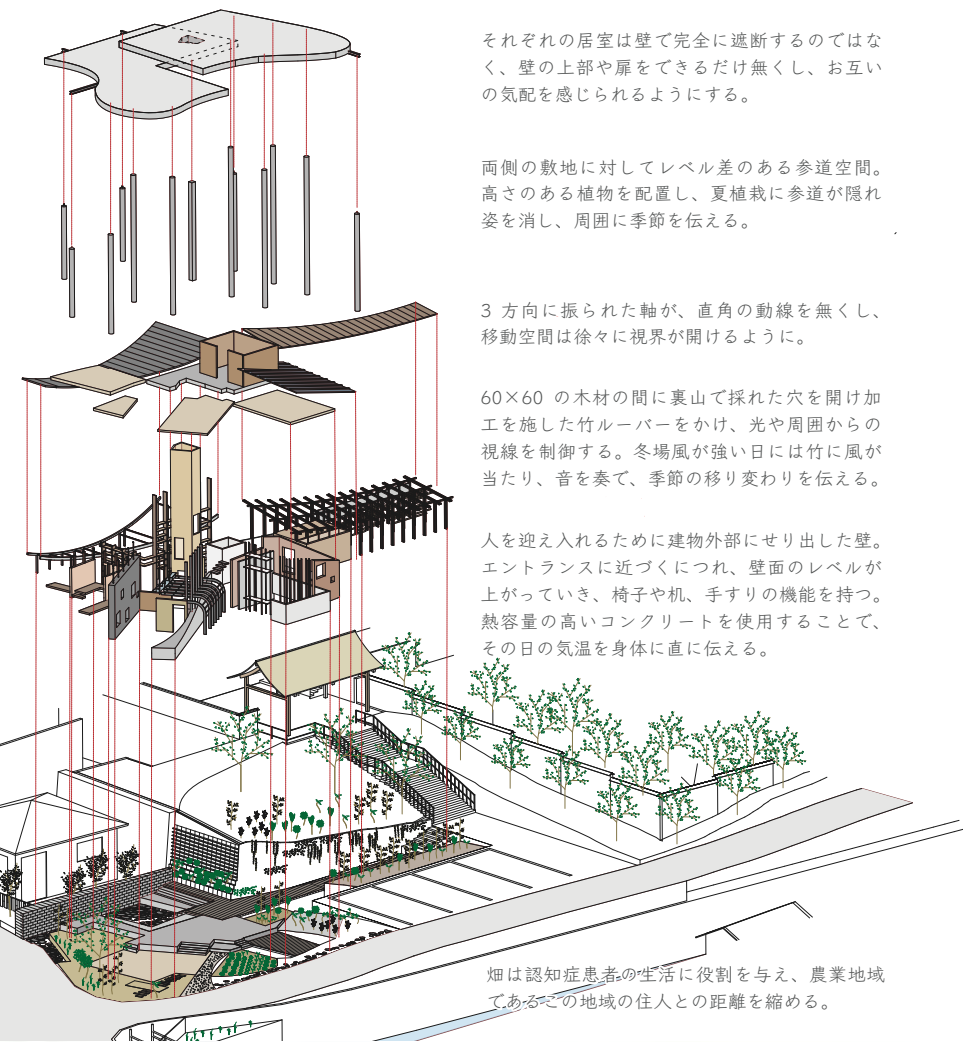 それぞれの居室は壁で完全に遮断するのではな
く、壁の上部や扉をできるだけ無くし、お互い
の気配を感じられるようにする。
両側の敷地に対してレベル差のある参道空間。
高さのある植物を配置し、夏植栽に参道が隠れ
姿を消し、周囲に季節を伝える。
3 方向に振られた軸が、直角の動線を無くし、
移動空間は徐々に視界が開けるように。
60×60 の木材の間に裏山で採れた穴を開け加
工を施した竹ルーバーをかけ、光や周囲からの
視線を制御する。冬場風が強い日には竹に風が
当たり、音を奏で、季節の移り変わりを伝える。
人を迎え入れるために建物外部にせり出した壁。
エントランスに近づくにつれ、壁面のレベルが
上がっていき、椅子や机、手すりの機能を持つ。
熱容量の高いコンクリートを使用することで、
その日の気温を身体に直に伝える。
畑は認知症患者の生活に役割を与え、農業地域
であるこの地域の住人との距離を縮める。